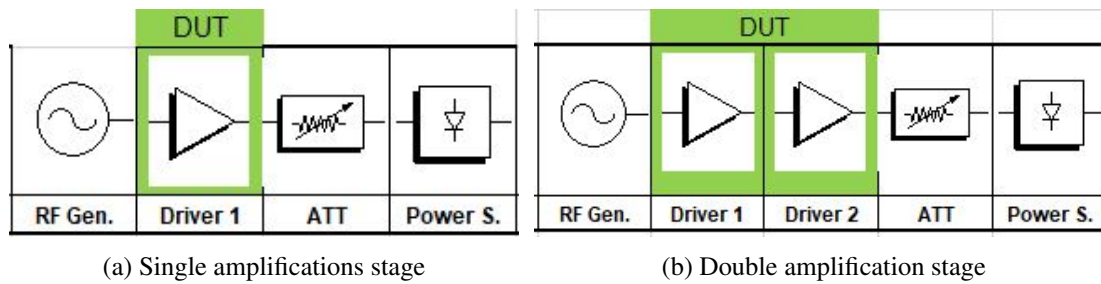 DUT
RF Gen. Driver 1 ATT Power S.
(a) Single amplifications stage
DUT
RF Gen. Driver 1 Driver 2 ATT Power S.
(b) Double amplification stage